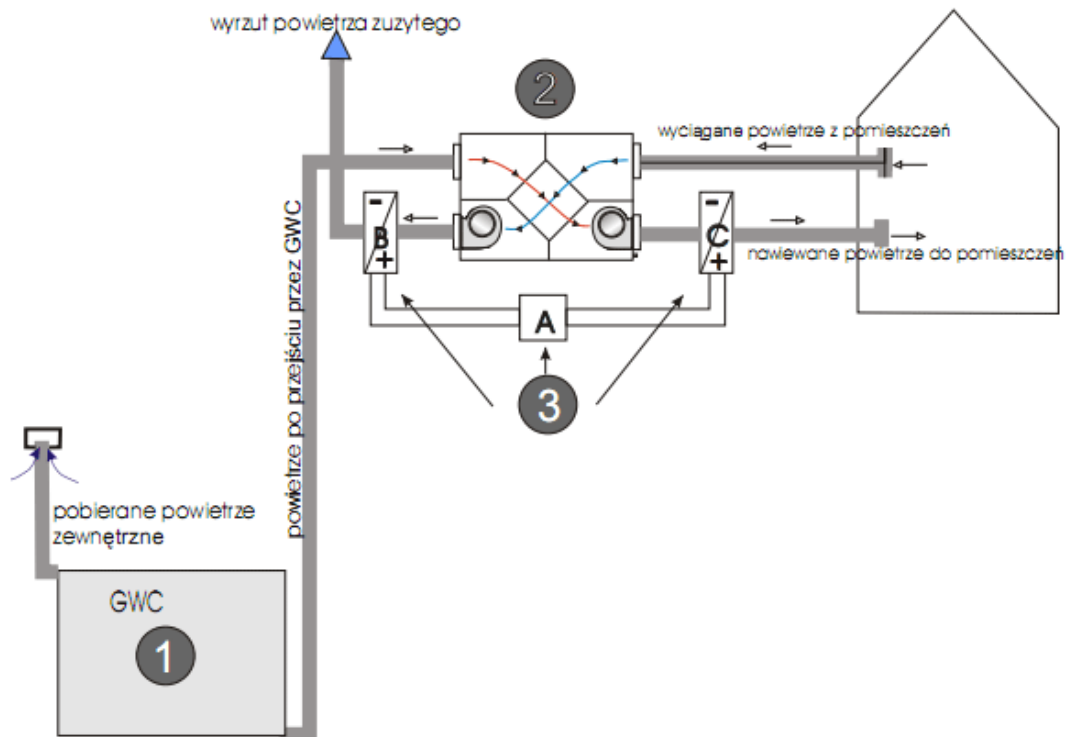 wyrzut powietrza zuzytego
2
wyciągane powietrze z pomieszczeń
-
B
+
-
C
+
nawiewane powietrze do pomieszczeń
A
3
powietrze po przejściu przez GWC
pobierane powietrze
zewnętrzne
GWC
1